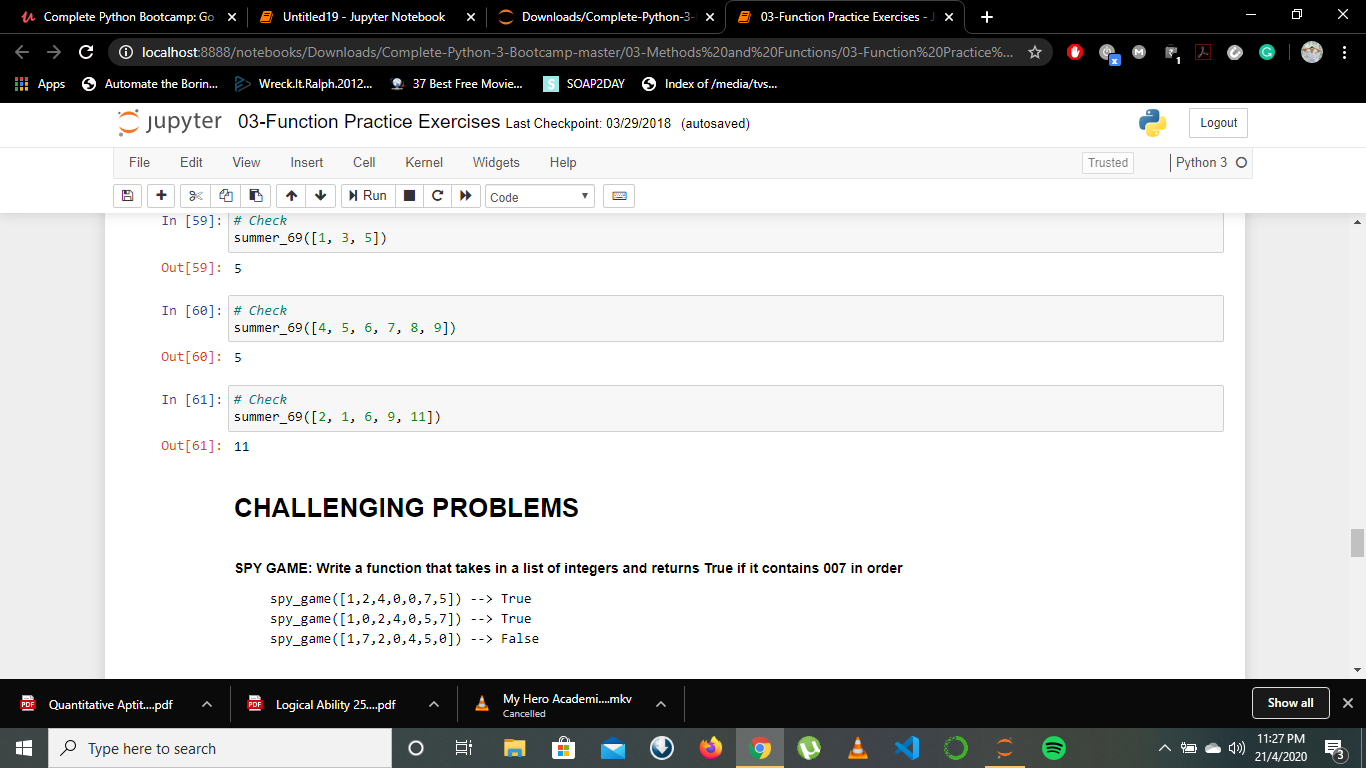 Complete Python Bootcamp: Go
Untitled19 - Jupyter Notebook
Downloads/Complete-Python-3-
03-Function Practice Exercises - J
localhost:8888/notebooks/Downloads/Complete-Python-3-Bootcamp-master/03-Methods%20and%20Functions/03-Function%20Practice%...
Apps
Automate the Borin...
Wreck.It.Ralph.2012...
37 Best Free Movie...
SOAP2DAY
Index of /media/tvs...
jupyter 03-Function Practice Exercises Last Checkpoint: 03/29/2018 (autosaved)
Logout
File Edit View Insert Cell Kernel Widgets Help
Trusted
Python 3
Run
Code
In [59]: # Check
summer_69([1, 3, 5])
Out[59]: 5
In [60]: # Check
summer_69([4, 5, 6, 7, 8, 9])
Out[60]: 5
In [61]: # Check
summer_69([2, 1, 6, 9, 11])
Out[61]: 11
CHALLENGING PROBLEMS
SPY GAME: Write a function that takes in a list of integers and returns True if it contains 007 in order
spy_game([1,2,4,0,0,7,5]) --> True
spy_game([1,0,2,4,0,5,7]) --> True
spy_game([1,7,2,0,4,5,0]) --> False
Quantitative Aptit....pdf
Logical Ability 25....pdf
My Hero Academi....mkv
Cancelled
Show all
Type here to search
11:27 PM
21/4/2020
3